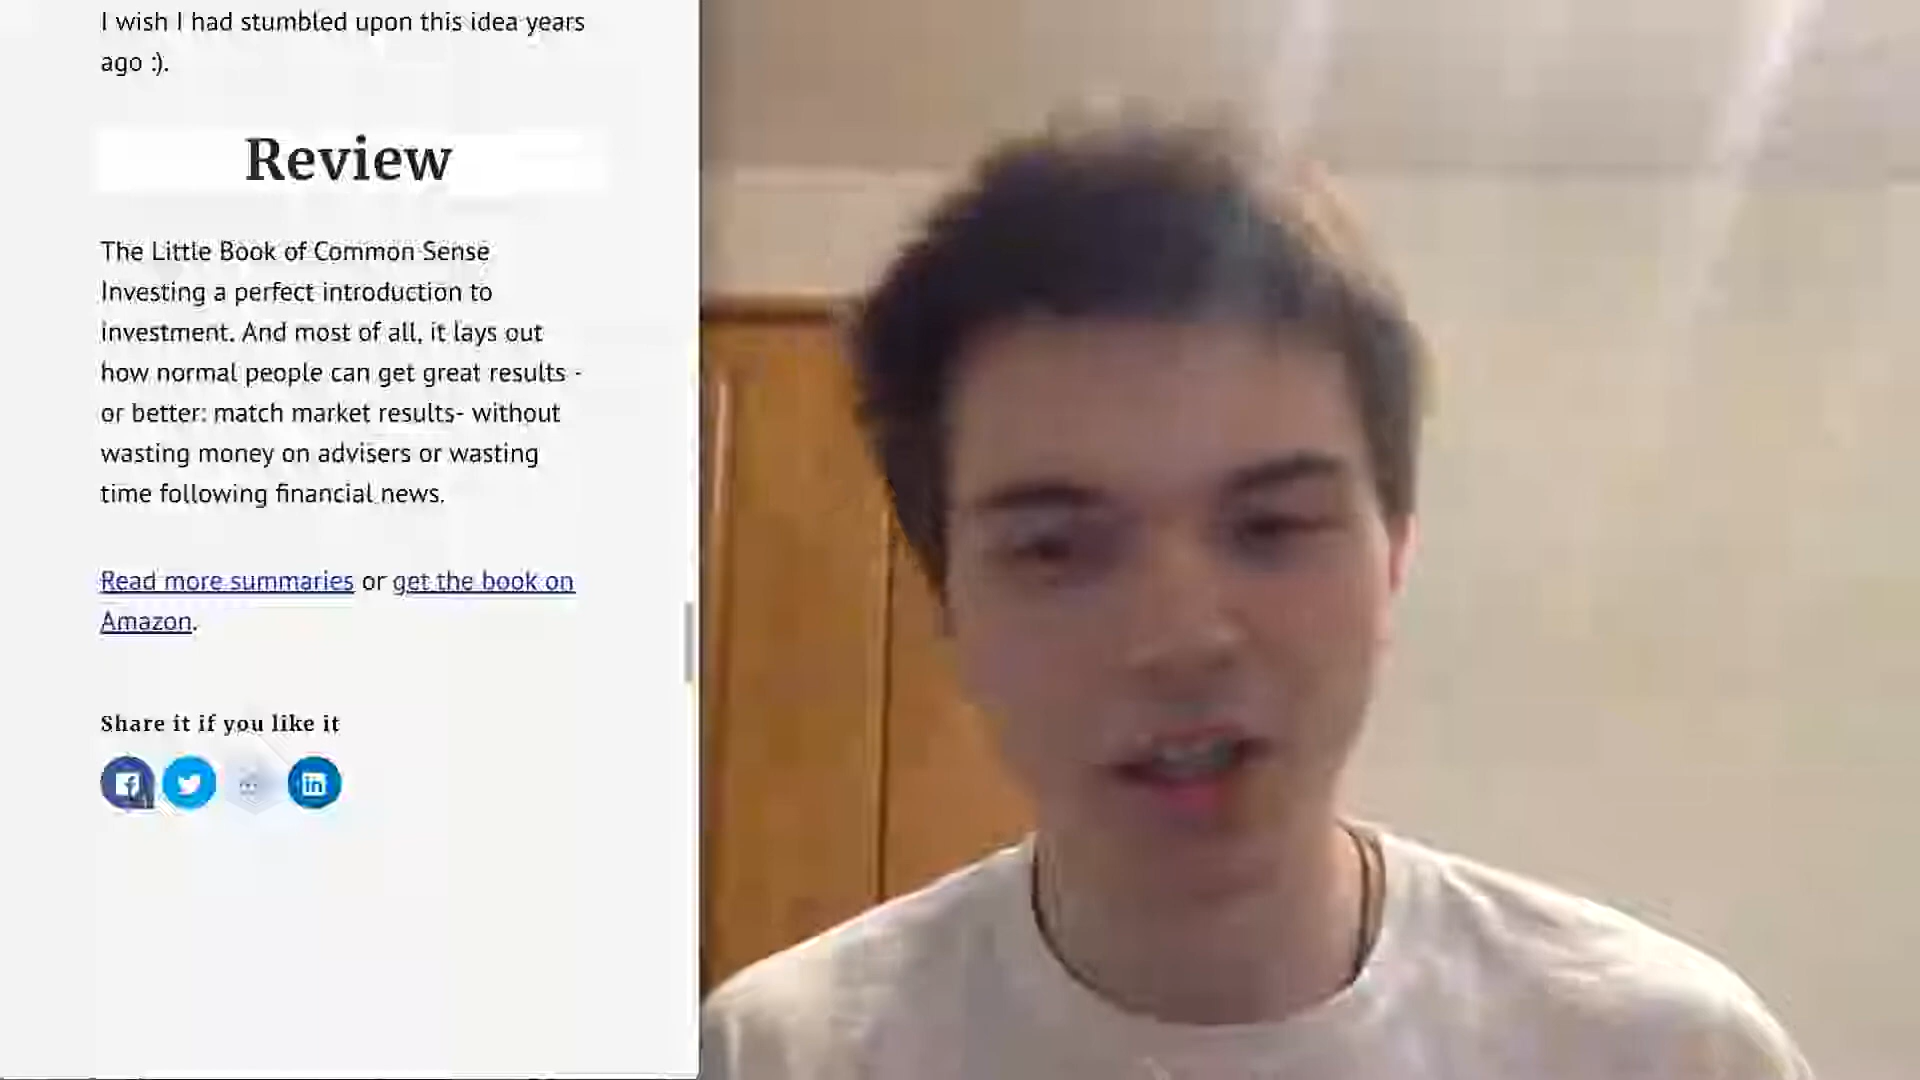 I wish I had stumbled upon this idea years
ago :).
Review
The Little Book of Common Sense
Investing a perfect introduction to
investment. And most of all, it lays out
how normal people can get great results -
or better: match market results- without
wasting money on advisers or wasting
time following financial news.
Read more summaries or get the book on
Amazon.
Share it if you like it
in